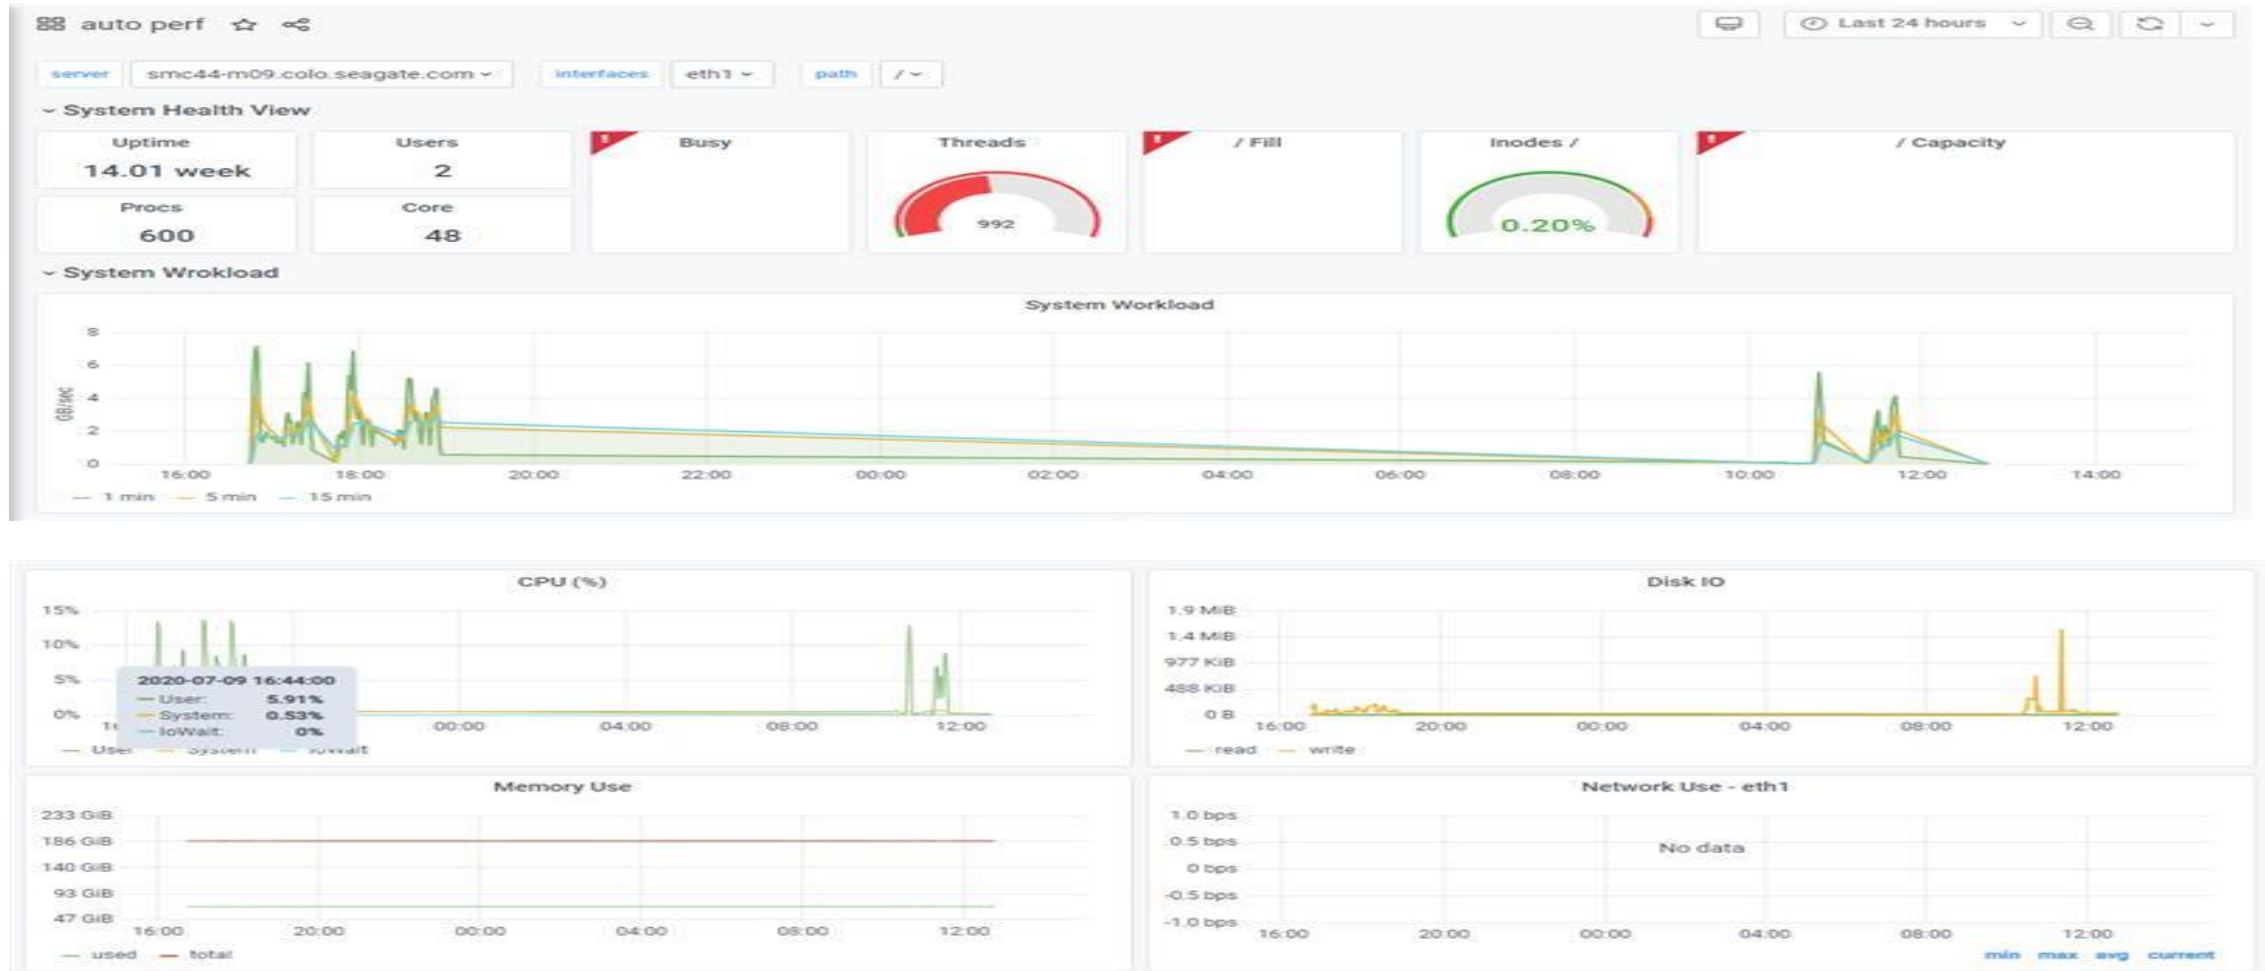 auto perf
Last 24 hours
server smc44-m09.colo.seagate.com interfaces eth1 path /
System Health View
Uptime
14.01 week
Users
2
Busy
Threads
992
/ Fill
Inodes /
0.20%
/ Capacity
Procs
600
Core
48
System Wrokload
System Workload
8
6
4
2
0
GB/sec
16:00 18:00 20:00 22:00 00:00 02:00 04:00 06:00 08:00 10:00 12:00 14:00
1 min 5 min 15 min
CPU (%)
15%
10%
5%
0%
2020-07-09 16:44:00
User: 5.91%
System: 0.53%
IoWait: 0%
00:00 04:00 08:00 12:00
User System IoWait
Disk IO
1.9 MiB
1.4 MiB
977 KiB
488 KiB
0 B
16:00 20:00 00:00 04:00 08:00 12:00
read write
Memory Use
233 GiB
186 GiB
140 GiB
93 GiB
47 GiB
16:00 20:00 00:00 04:00 08:00 12:00
used total
Network Use - eth1
1.0 bps
0.5 bps
0 bps
-0.5 bps
-1.0 bps
No data
16:00 20:00 00:00 04:00 08:00 12:00
min max avg current